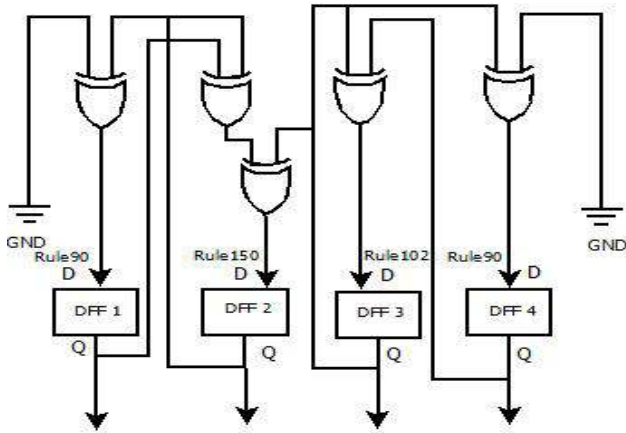 GND
GND
Rule90
Rule150
Rule102
Rule90
D
D
D
D
DFF 1
DFF 2
DFF 3
DFF 4
Q
Q
Q
Q